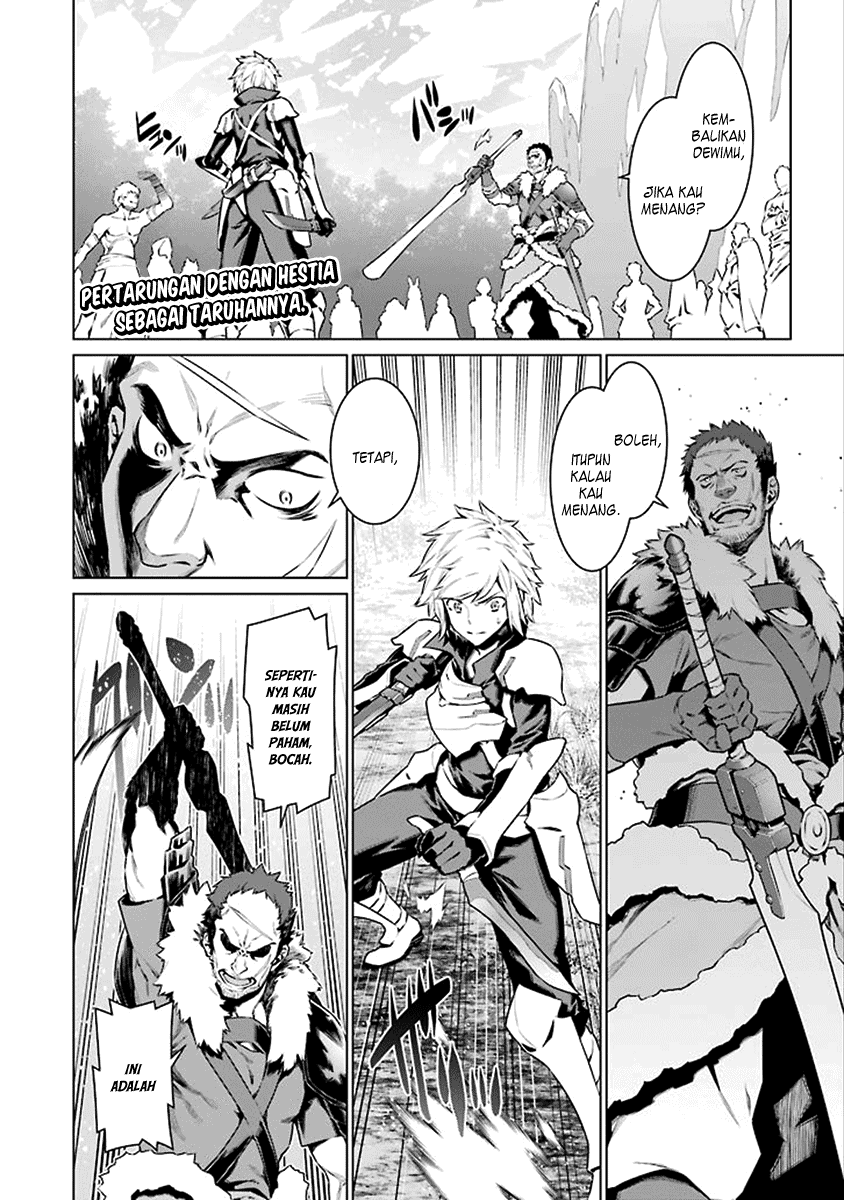 KEM-
BALIKAN
DEWIMU,
JIKA KAU
MENANG?
PERTARUNGAN DENGAN HESTIA
SEBAGAI TARUHANNYA.
BOLEH,
ITUPUN
KALAU
KAU
MENANG.
TETAPI,
SEPERTI-
NYA KAU
MASIH
BELUM
PAHAM,
BOCAH.
INI
ADALAH